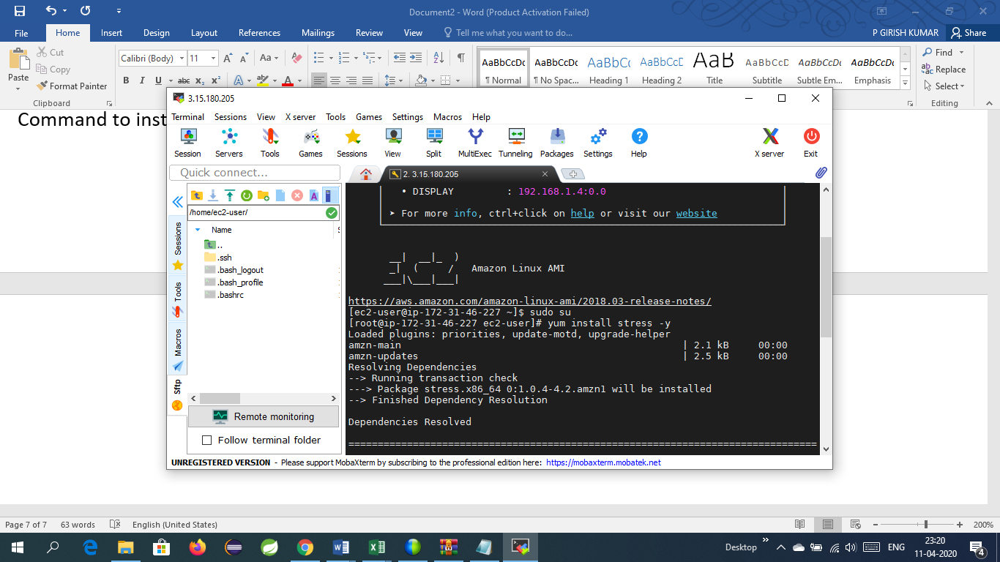 Document2 - Word (Product Activation Failed)
File Home Insert Design Layout References Mailings Review View Tell me what you want to do... P GIRISH KUMAR Share
Paste
Cut
Copy
Format Painter
Calibri (Body) 11
AaBbCcDc AaBbCcDc AaBbCc AaBbCcD AaB AaBbCcD AaBbCcDc AaBbCcDc
¶ Normal ¶ No Spac... Heading 1 Heading 2 Title Subtitle Subtle Em... Emphasis
Find
Replace
Select
Clipboard
Editing
Command to inst
3.15.180.205
Terminal Sessions View X server Tools Games Settings Macros Help
Session Servers Tools Games Sessions View Split MultiExec Tunneling Packages Settings Help X server Exit
Quick connect...
2. 3.15.180.205
/home/ec2-user/
Name
..
.ssh
.bash_logout
.bash_profile
.bashrc
Sessions
Tools
Macros
Sftp
Remote monitoring
Follow terminal folder
• DISPLAY : 192.168.1.4:0.0
➤ For more info, ctrl+click on help or visit our website
__| __|_ )
_| ( / Amazon Linux AMI
___|\___|___|
https://aws.amazon.com/amazon-linux-ami/2018.03-release-notes/
[ec2-user@ip-172-31-46-227 ~]$ sudo su
[root@ip-172-31-46-227 ec2-user]# yum install stress -y
Loaded plugins: priorities, update-motd, upgrade-helper
amzn-main | 2.1 kB 00:00
amzn-updates | 2.5 kB 00:00
Resolving Dependencies
--> Running transaction check
---> Package stress.x86_64 0:1.0.4-4.2.amzn1 will be installed
--> Finished Dependency Resolution
Dependencies Resolved
================================================================================
UNREGISTERED VERSION - Please support MobaXterm by subscribing to the professional edition here: https://mobaxterm.mobatek.net
Page 7 of 7 63 words English (United States) 200%
Desktop ENG 23:20
11-04-2020
4